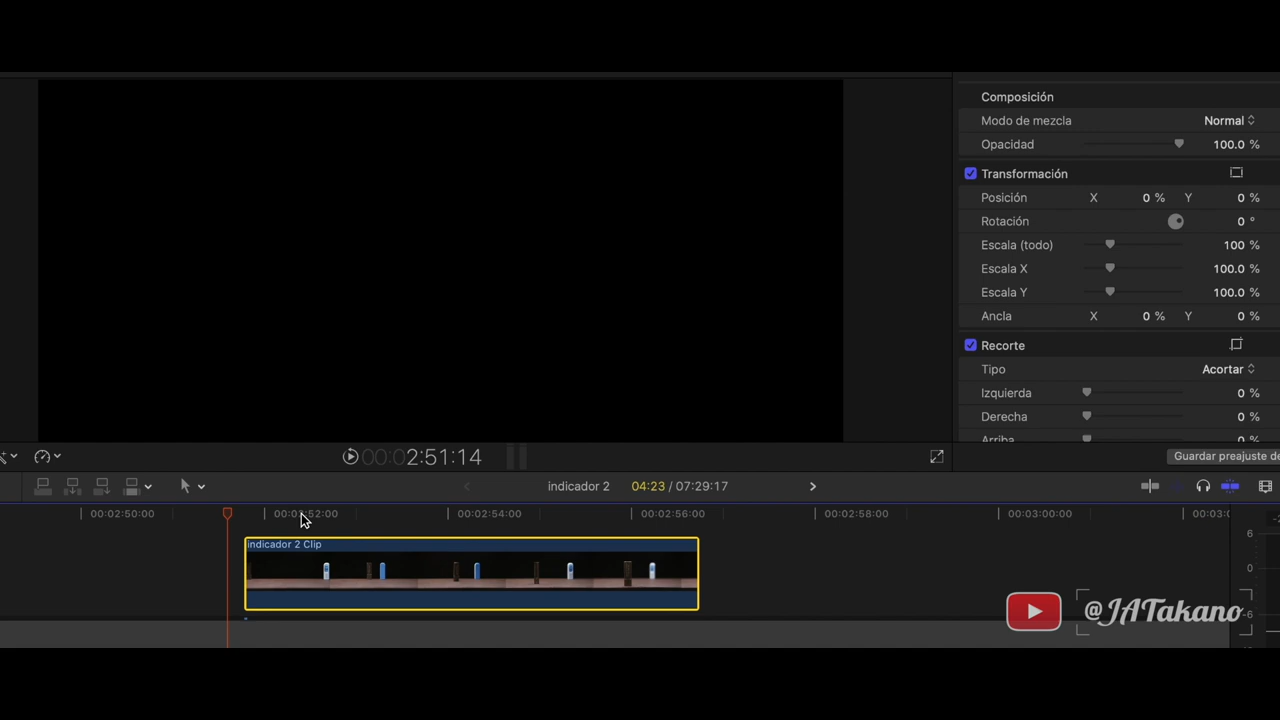 Composición
Modo de mezcla Normal
Opacidad 100.0 %
Transformación
Posición X 0 % Y 0 %
Rotación 0 °
Escala (todo) 100 %
Escala X 100.0 %
Escala Y 100.0 %
Ancla X 0 % Y 0 %
Recorte
Tipo Acortar
Izquierda 0 %
Derecha 0 %
Arriba 0 %
00:00:02:51:14
Guardar preajuste de
indicador 2 04:23 / 07:29:17
00:02:50:00 00:02:52:00 00:02:54:00 00:02:56:00 00:02:58:00 00:03:00:00 00:03:0
indicador 2 Clip
6
0
-6
@JATakano